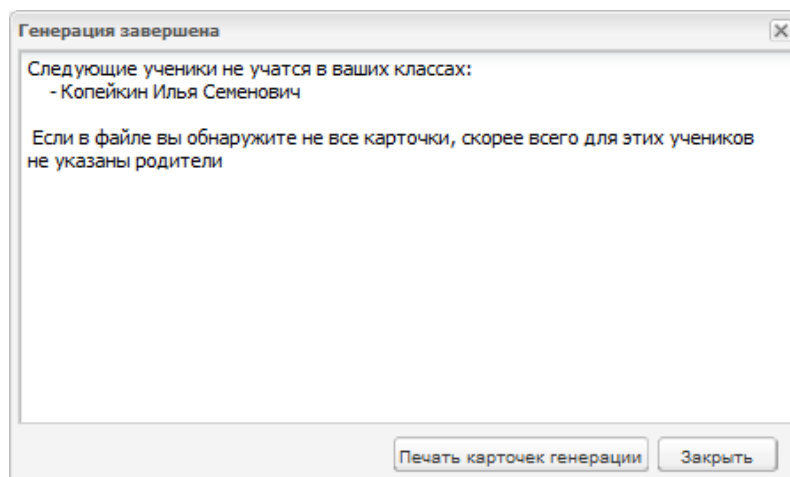 Генерация завершена
Следующие ученики не учатся в ваших классах:
- Копейкин Илья Семенович
Если в файле вы обнаружите не все карточки, скорее всего для этих учеников
не указаны родители
Печать карточек генерации Закрыть